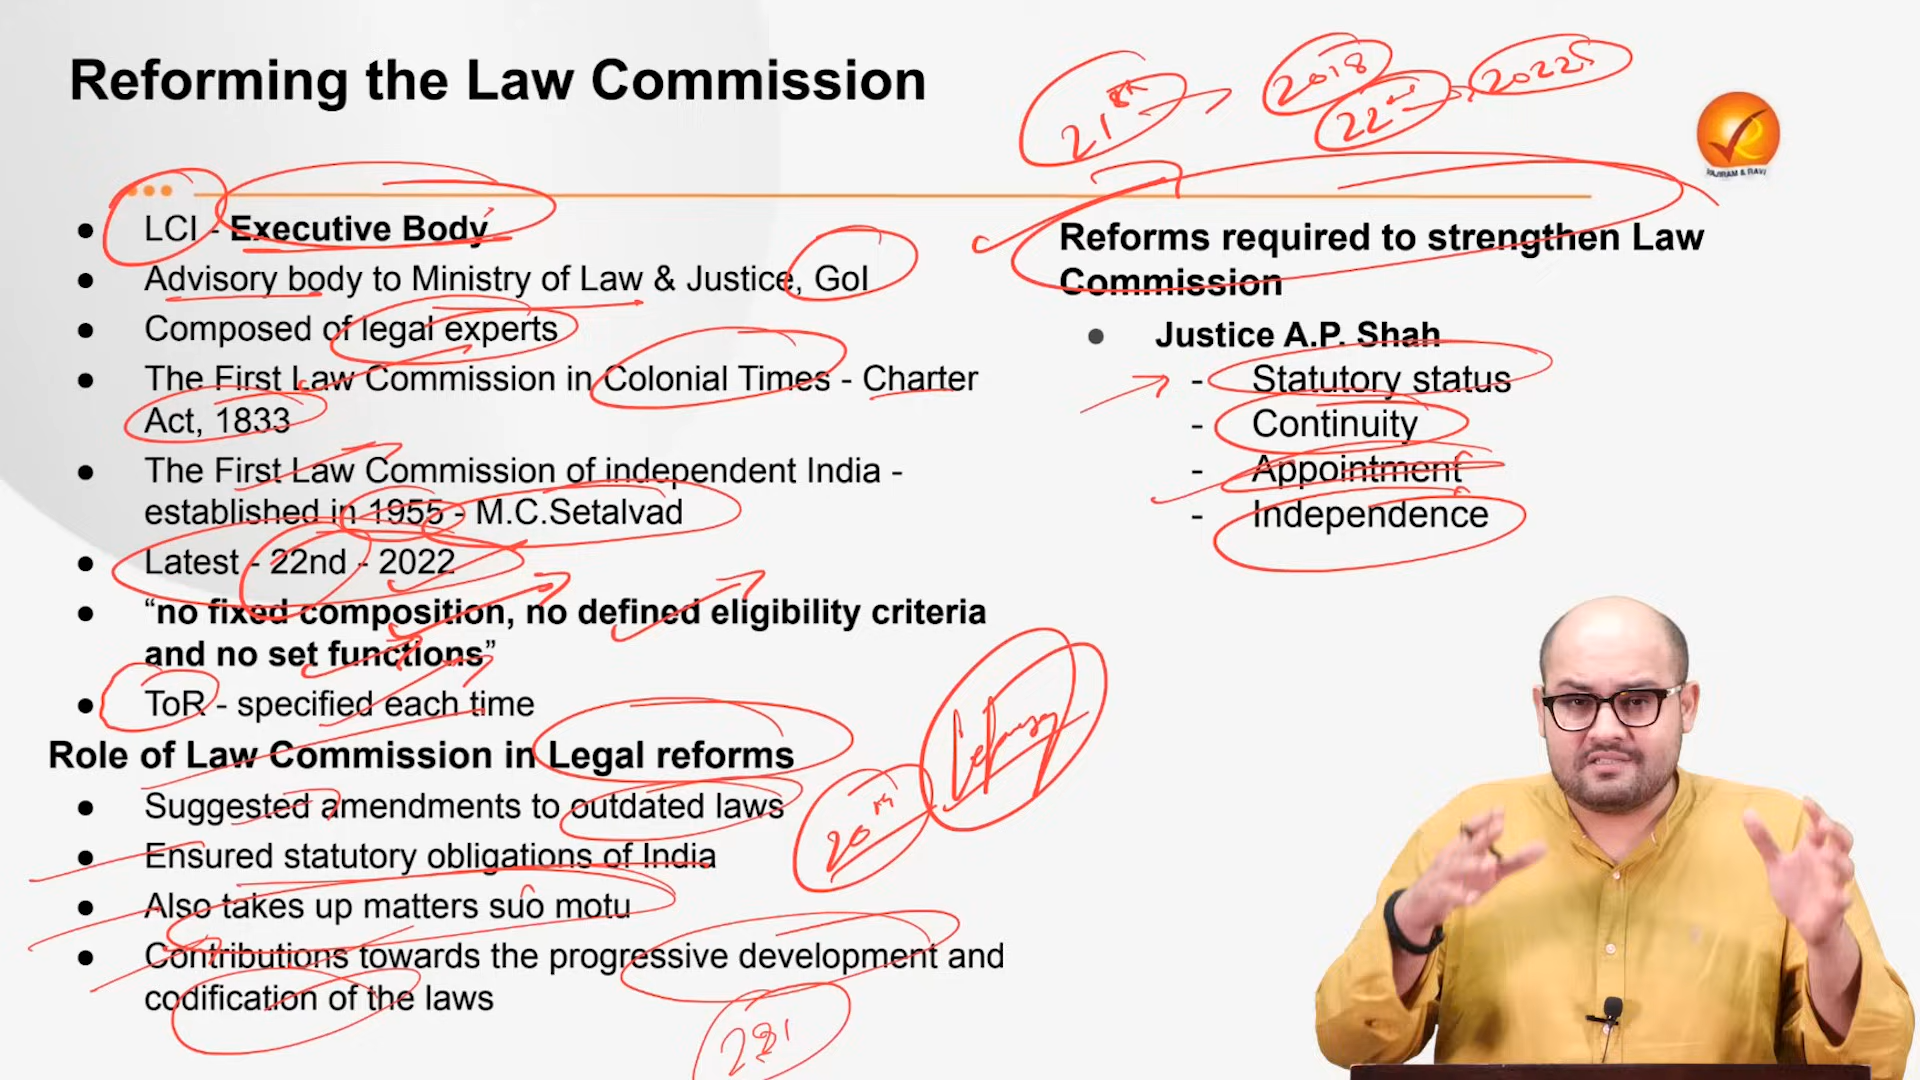 Reforming the Law Commission
21st
2018
22nd
2022
VAJIRAM & RAVI
● LCI - Executive Body
● Advisory body to Ministry of Law & Justice, GoI
● Composed of legal experts
● The First Law Commission in Colonial Times - Charter
Act, 1833
● The First Law Commission of independent India -
established in 1955 - M.C.Setalvad
● Latest - 22nd - 2022
● “no fixed composition, no defined eligibility criteria
and no set functions”
● ToR - specified each time
Role of Law Commission in Legal reforms
● Suggested amendments to outdated laws
● Ensured statutory obligations of India
● Also takes up matters suo motu
● Contributions towards the progressive development and
codification of the laws
20th
281
Reforms required to strengthen Law
Commission
● Justice A.P. Shah
- Statutory status
- Continuity
- Appointment
- Independence